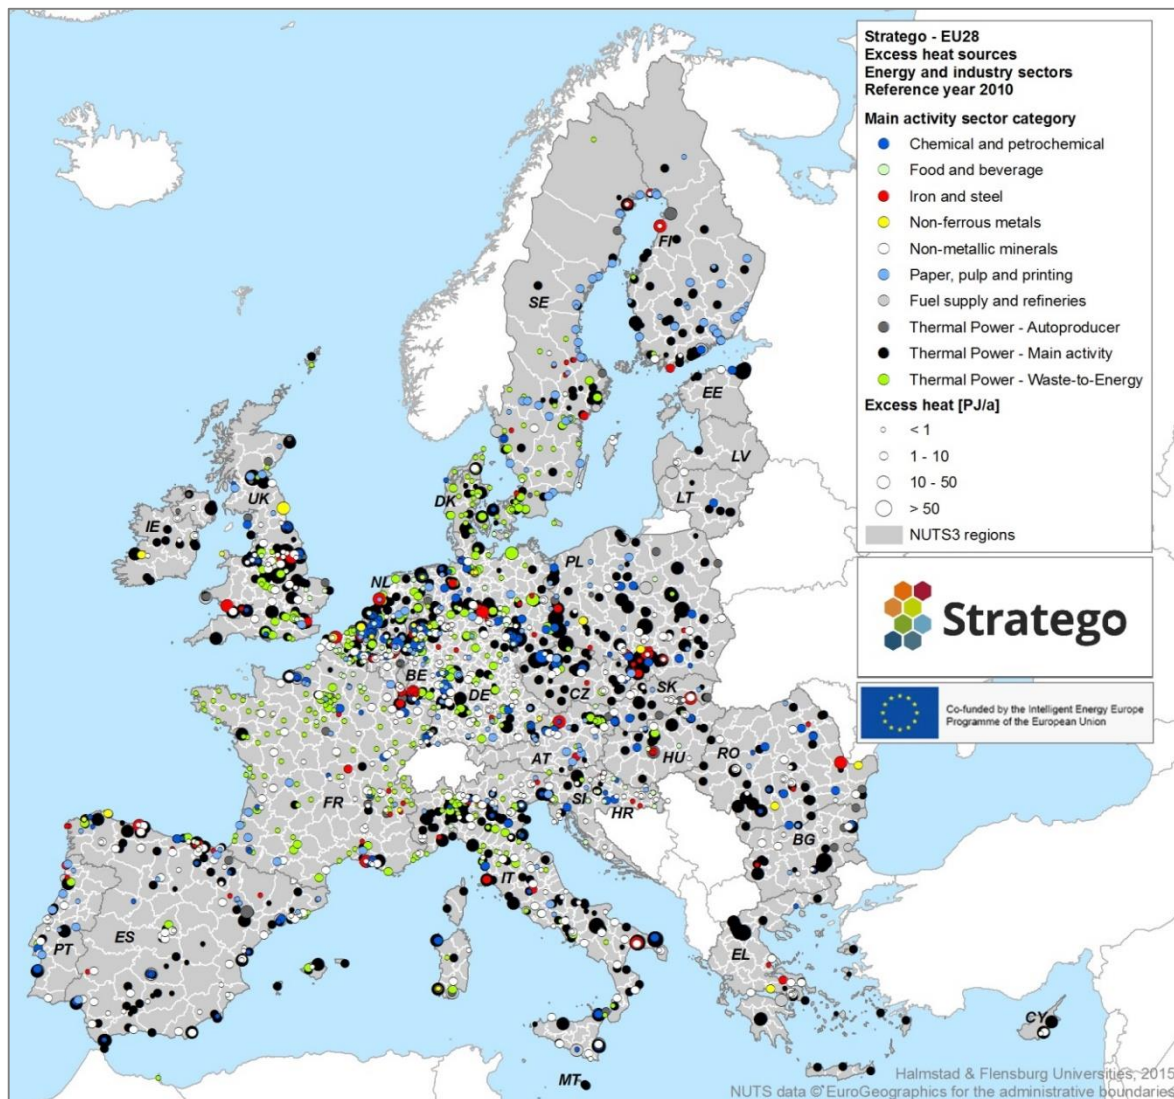 Stratego - EU28
Excess heat sources
Energy and industry sectors
Reference year 2010
Main activity sector category
Chemical and petrochemical
Food and beverage
Iron and steel
Non-ferrous metals
Non-metallic minerals
Paper, pulp and printing
Fuel supply and refineries
Thermal Power - Autoproducer
Thermal Power - Main activity
Thermal Power - Waste-to-Energy
Excess heat [PJ/a]
< 1
1 - 10
10 - 50
> 50
NUTS3 regions
Stratego
Co-funded by the Intelligent Energy Europe
Programme of the European Union
FI
SE
EE
LV
LT
DK
UK
IE
NL
PL
BE
DE
CZ
SK
AT
HU
RO
SI
HR
FR
BG
IT
PT
ES
EL
CY
MT
Halmstad & Flensburg Universities, 2015
NUTS data © EuroGeographics for the administrative boundaries